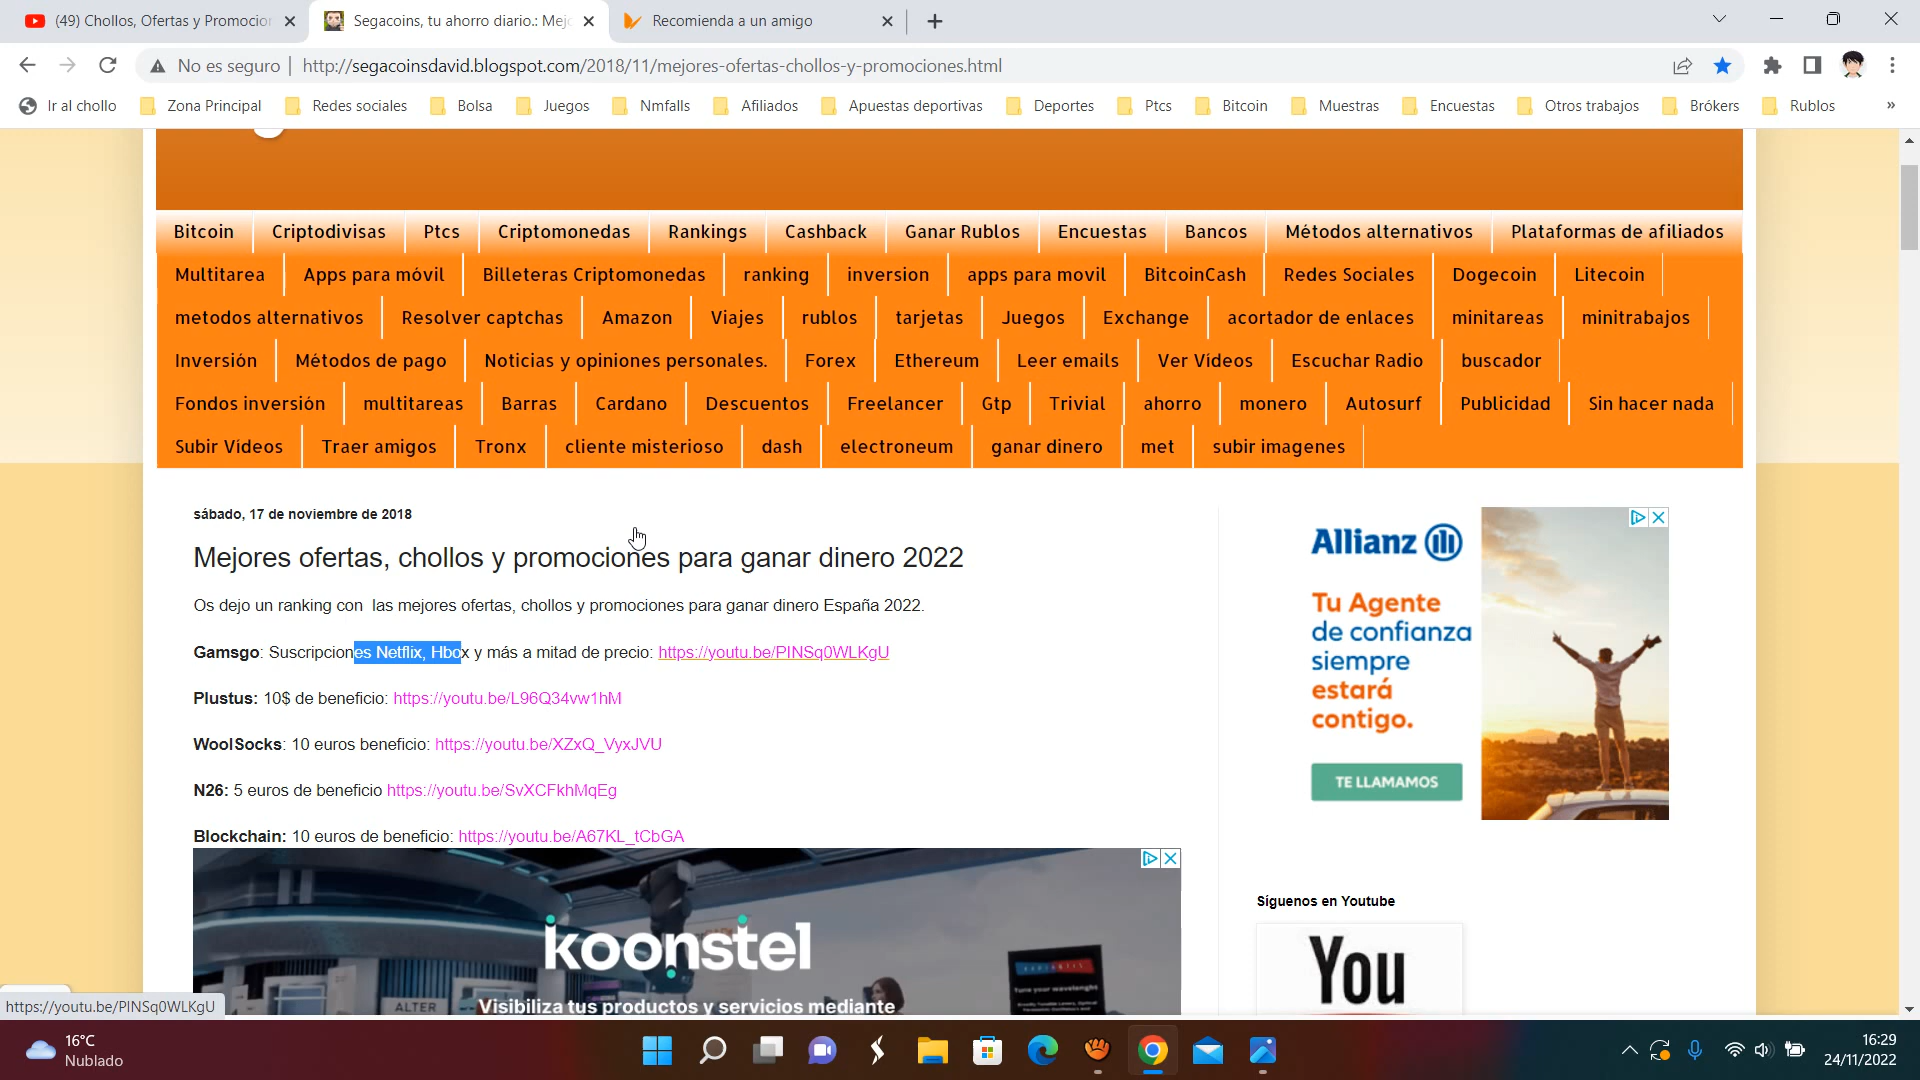 (49) Chollos, Ofertas y Promocion
Segacoins, tu ahorro diario.: Mejo
Recomienda a un amigo
No es seguro
http://segacoinsdavid.blogspot.com/2018/11/mejores-ofertas-chollos-y-promociones.html
Ir al chollo Zona Principal Redes sociales Bolsa Juegos Nmfalls Afiliados Apuestas deportivas Deportes Ptcs Bitcoin Muestras Encuestas Otros trabajos Brókers Rublos »
Bitcoin Criptodivisas Ptcs Criptomonedas Rankings Cashback Ganar Rublos Encuestas Bancos Métodos alternativos Plataformas de afiliados
Multitarea Apps para móvil Billeteras Criptomonedas ranking inversion apps para movil BitcoinCash Redes Sociales Dogecoin Litecoin
metodos alternativos Resolver captchas Amazon Viajes rublos tarjetas Juegos Exchange acortador de enlaces minitareas minitrabajos
Inversión Métodos de pago Noticias y opiniones personales. Forex Ethereum Leer emails Ver Vídeos Escuchar Radio buscador
Fondos inversión multitareas Barras Cardano Descuentos Freelancer Gtp Trivial ahorro monero Autosurf Publicidad Sin hacer nada
Subir Vídeos Traer amigos Tronx cliente misterioso dash electroneum ganar dinero met subir imagenes
sábado, 17 de noviembre de 2018
Mejores ofertas, chollos y promociones para ganar dinero 2022
Os dejo un ranking con las mejores ofertas, chollos y promociones para ganar dinero España 2022.
Gamsgo: Suscripciones Netflix, Hbox y más a mitad de precio: https://youtu.be/PINSq0WLKgU
Plustus: 10$ de beneficio: https://youtu.be/L96Q34vw1hM
WoolSocks: 10 euros beneficio: https://youtu.be/XZxQ_VyxJVU
N26: 5 euros de beneficio https://youtu.be/SvXCFkhMqEg
Blockchain: 10 euros de beneficio: https://youtu.be/A67KL_tCbGA
Allianz
Tu Agente
de confianza
siempre
estará
contigo.
TE LLAMAMOS
Síguenos en Youtube
You
koonstel
ALTER
Visibiliza tus productos y servicios mediante
https://youtu.be/PINSq0WLKgU
16°C
Nublado
16:29
24/11/2022